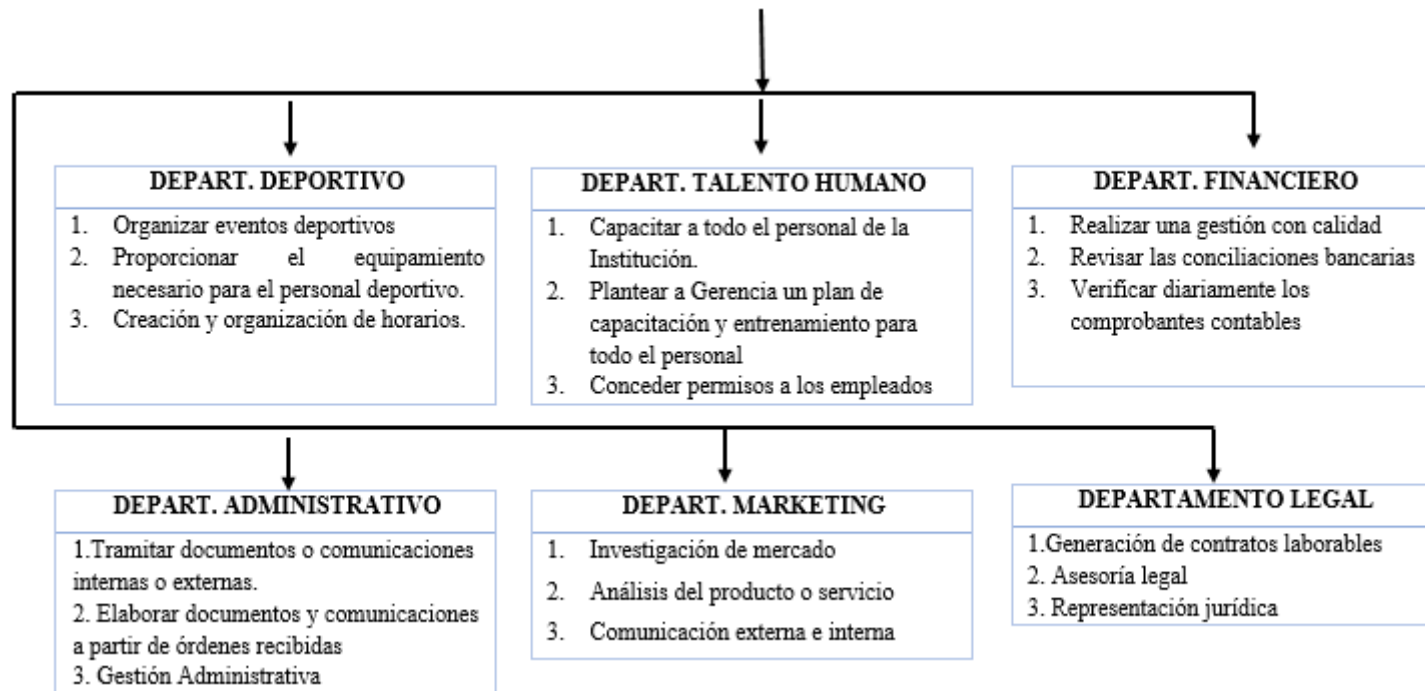 DEPART. DEPORTIVO
1. Organizar eventos deportivos
2. Proporcionar el equipamiento
necesario para el personal deportivo.
3. Creación y organización de horarios.
DEPART. TALENTO HUMANO
1. Capacitar a todo el personal de la
Institución.
2. Plantear a Gerencia un plan de
capacitación y entrenamiento para
todo el personal
3. Conceder permisos a los empleados
DEPART. FINANCIERO
1. Realizar una gestión con calidad
2. Revisar las conciliaciones bancarias
3. Verificar diariamente los
comprobantes contables
DEPART. ADMINISTRATIVO
1.Tramitar documentos o comunicaciones
internas o externas.
2. Elaborar documentos y comunicaciones
a partir de órdenes recibidas
3. Gestión Administrativa
DEPART. MARKETING
1. Investigación de mercado
2. Análisis del producto o servicio
3. Comunicación externa e interna
DEPARTAMENTO LEGAL
1.Generación de contratos laborables
2. Asesoría legal
3. Representación jurídica